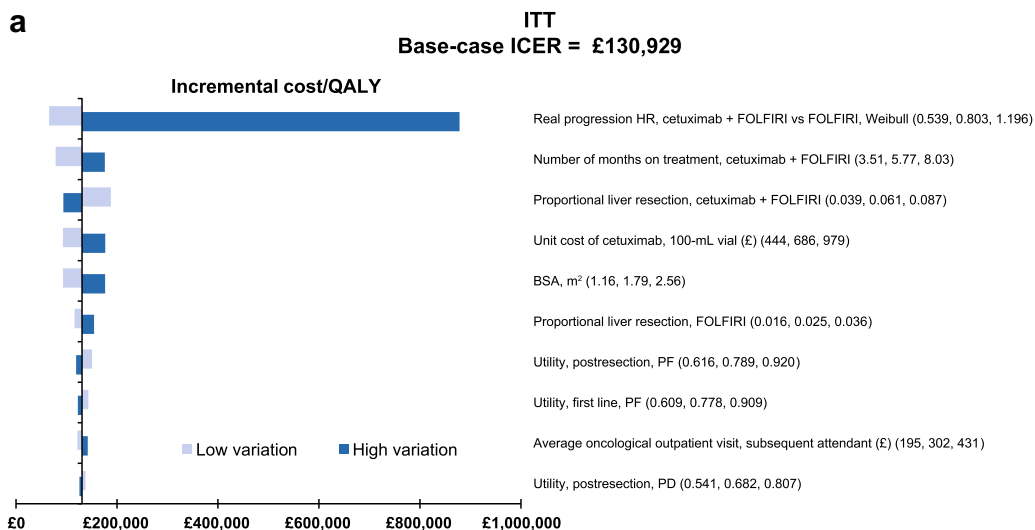 a
ITT
Base-case ICER = £130,929
Incremental cost/QALY
Real progression HR, cetuximab + FOLFIRI vs FOLFIRI, Weibull (0.539, 0.803, 1.196)
Number of months on treatment, cetuximab + FOLFIRI (3.51, 5.77, 8.03)
Proportional liver resection, cetuximab + FOLFIRI (0.039, 0.061, 0.087)
Unit cost of cetuximab, 100-mL vial (£) (444, 686, 979)
BSA, m² (1.16, 1.79, 2.56)
Proportional liver resection, FOLFIRI (0.016, 0.025, 0.036)
Utility, postresection, PF (0.616, 0.789, 0.920)
Utility, first line, PF (0.609, 0.778, 0.909)
Low variation High variation
Average oncological outpatient visit, subsequent attendant (£) (195, 302, 431)
Utility, postresection, PD (0.541, 0.682, 0.807)
£0 £200,000 £400,000 £600,000 £800,000 £1,000,000